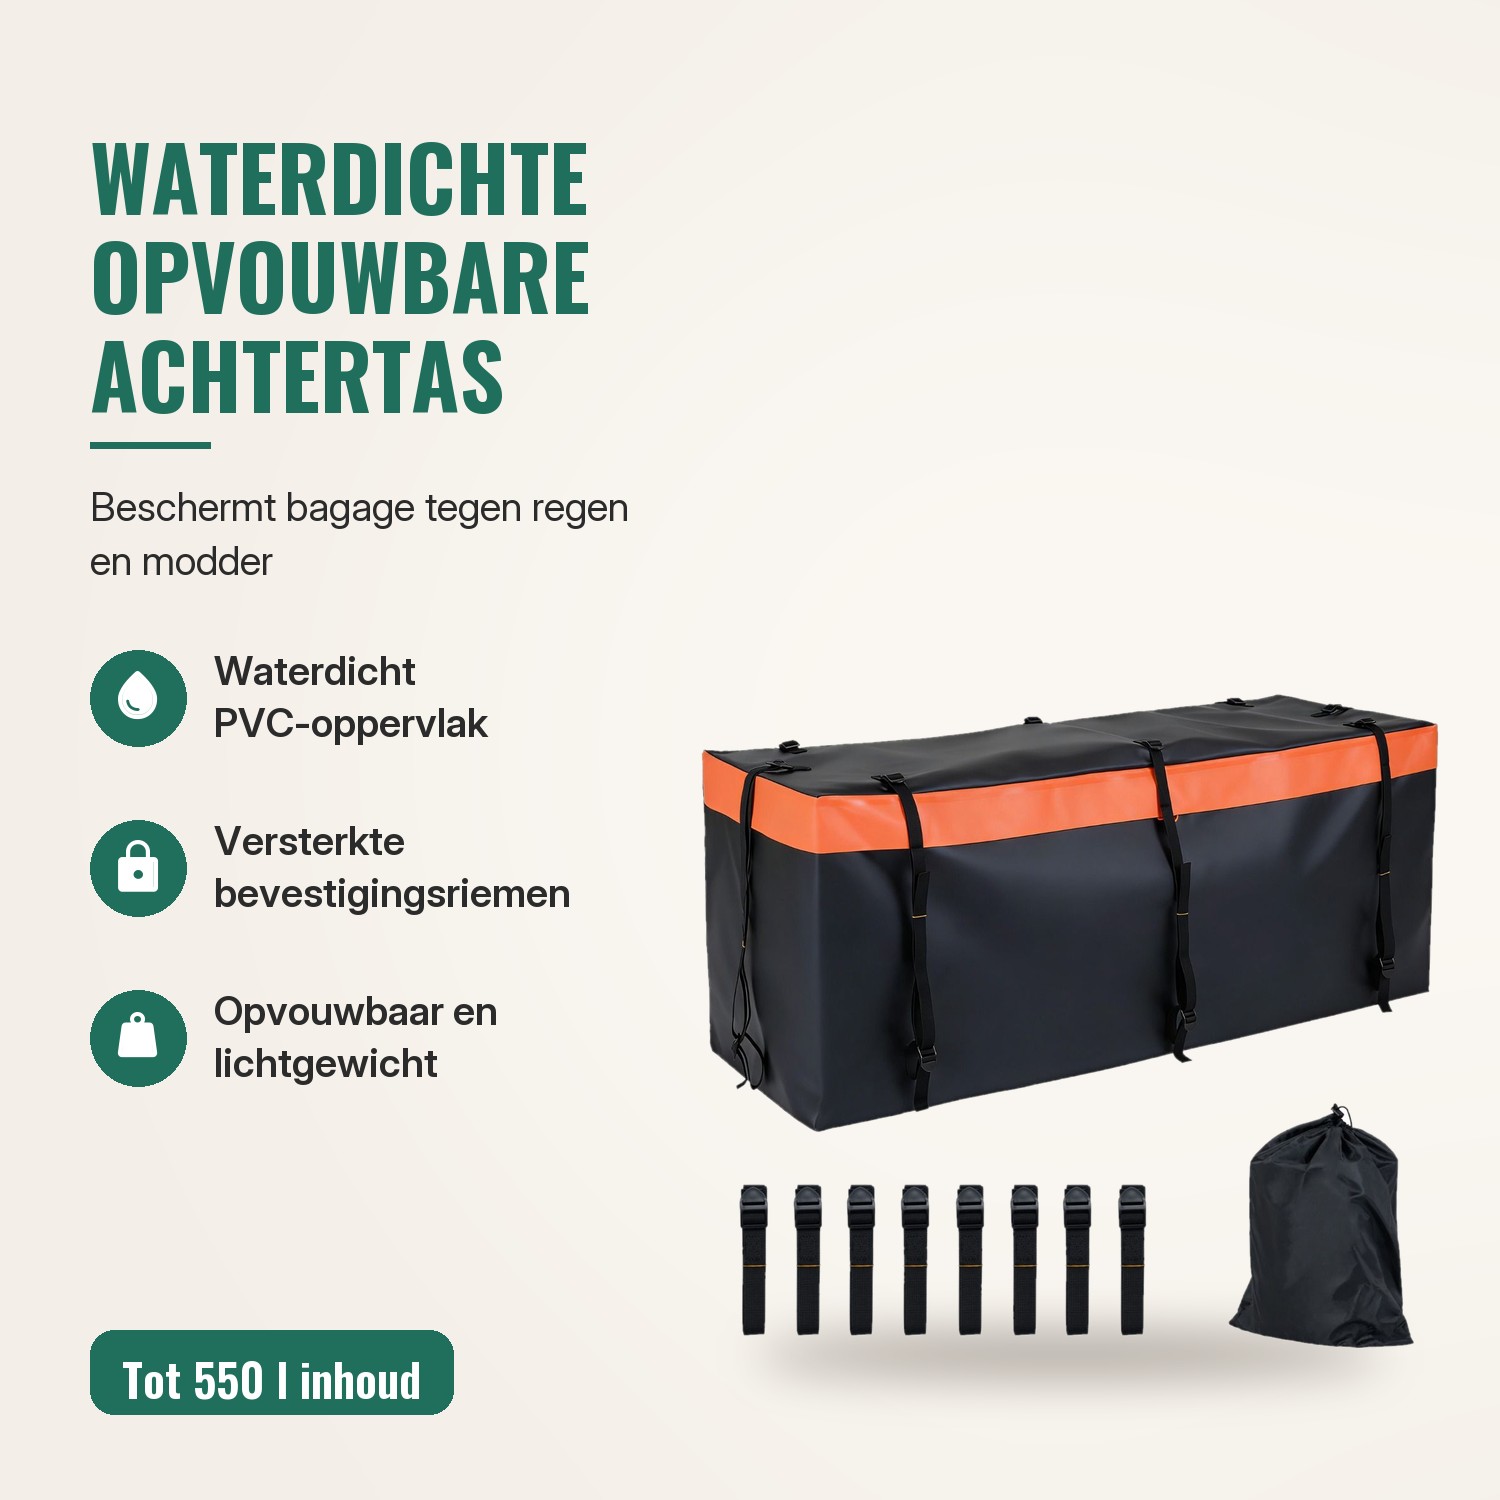 WATERDICHTE
OPVOUWBARE
ACHTERTAS
Beschermt bagage tegen regen
en modder
Waterdicht
PVC-oppervlak
Versterkte
bevestigingsriemen
Opvouwbaar en
lichtgewicht
Tot 550 l inhoud